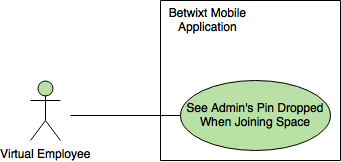 Betwixt Mobile
Application
See Admin's Pin Dropped
When Joining Space
Virtual Employee